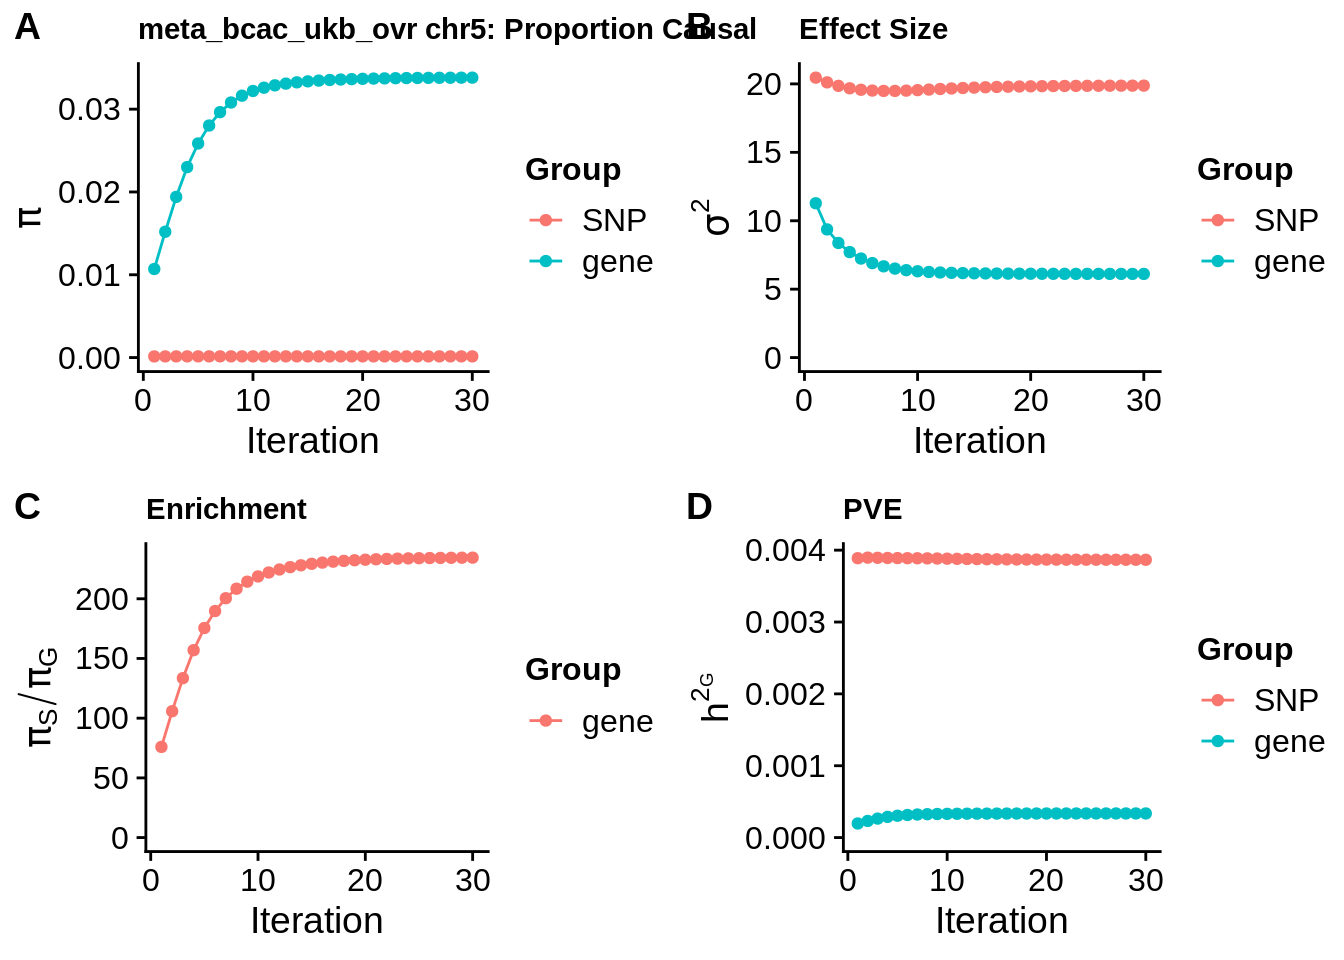 A
meta_bcac_ukb_ovr chr5: Proportion Causal
0.03
0.02
0.01
0.00
π
0 10 20 30
Iteration
Group
SNP
gene
B
Effect Size
20
15
10
5
0
σ2
0 10 20 30
Iteration
Group
SNP
gene
C
Enrichment
200
150
100
50
0
πS/πG
0 10 20 30
Iteration
Group
gene
D
PVE
0.004
0.003
0.002
0.001
0.000
h2G
0 10 20 30
Iteration
Group
SNP
gene